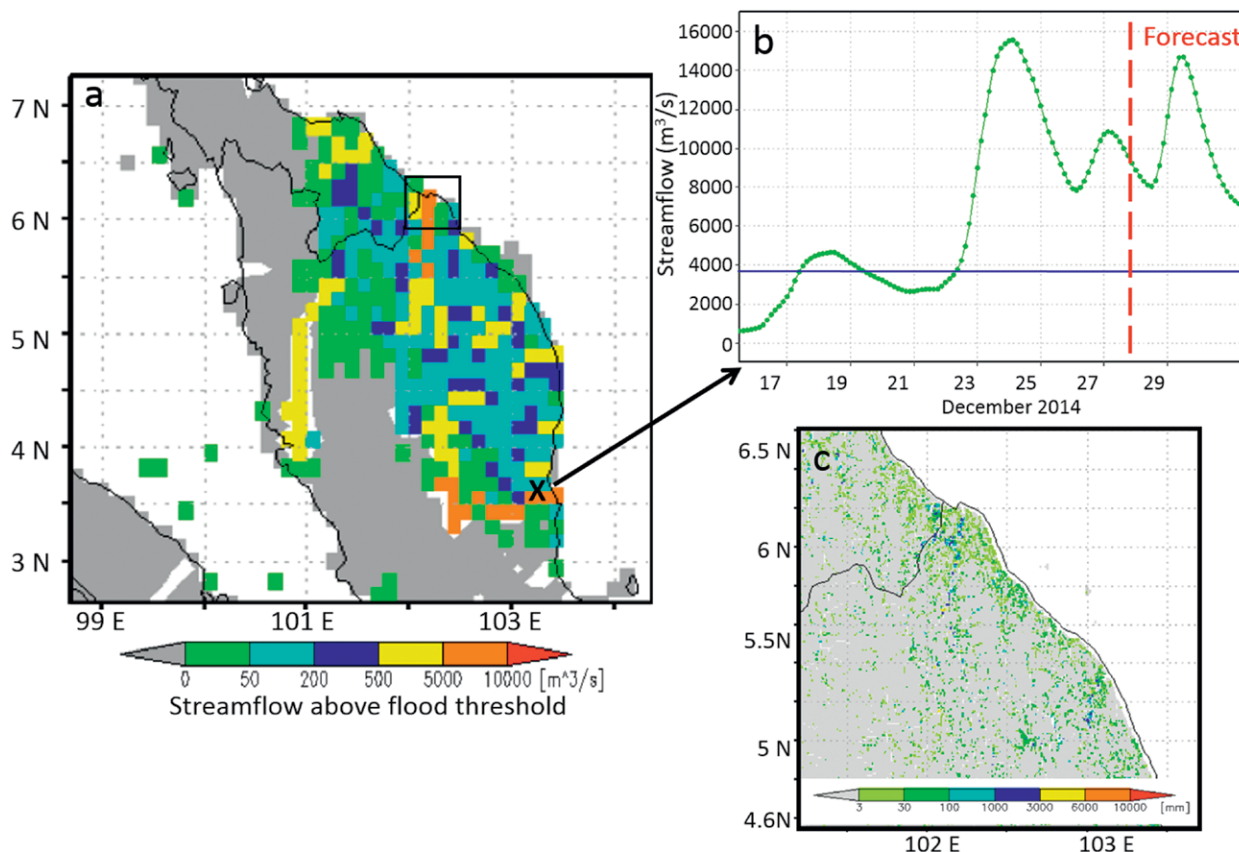 a
7 N
6 N
5 N
4 N
3 N
X
99 E 101 E 103 E
0 50 200 500 5000 10000 [m^3/s]
Streamflow above flood threshold
b
Forecast
Streamflow (m³/s)
16000
14000
12000
10000
8000
6000
4000
2000
0
17 19 21 23 25 27 29
December 2014
c
6.5 N
6 N
5.5N
5 N
4.6N
3 30 100 1000 3000 6000 10000 [mm]
102 E 103 E